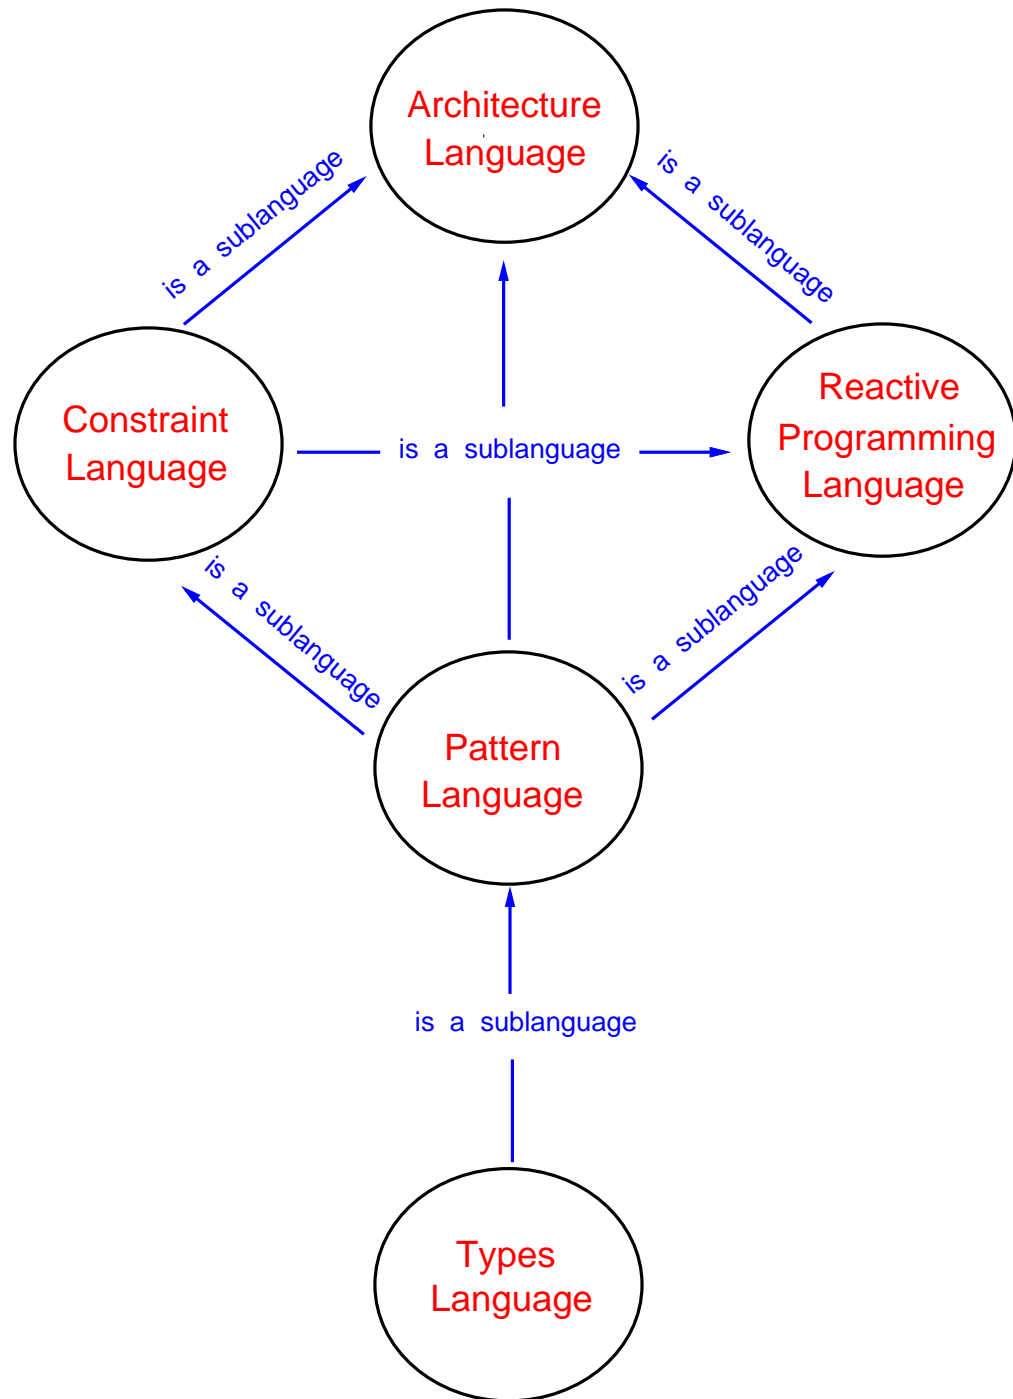 Architecture
Language
is a sublanguage
is a sublanguage
Constraint
Language
is a sublanguage
Reactive
Programming
Language
is a sublanguage
is a sublanguage
Pattern
Language
is a sublanguage
Types
Language